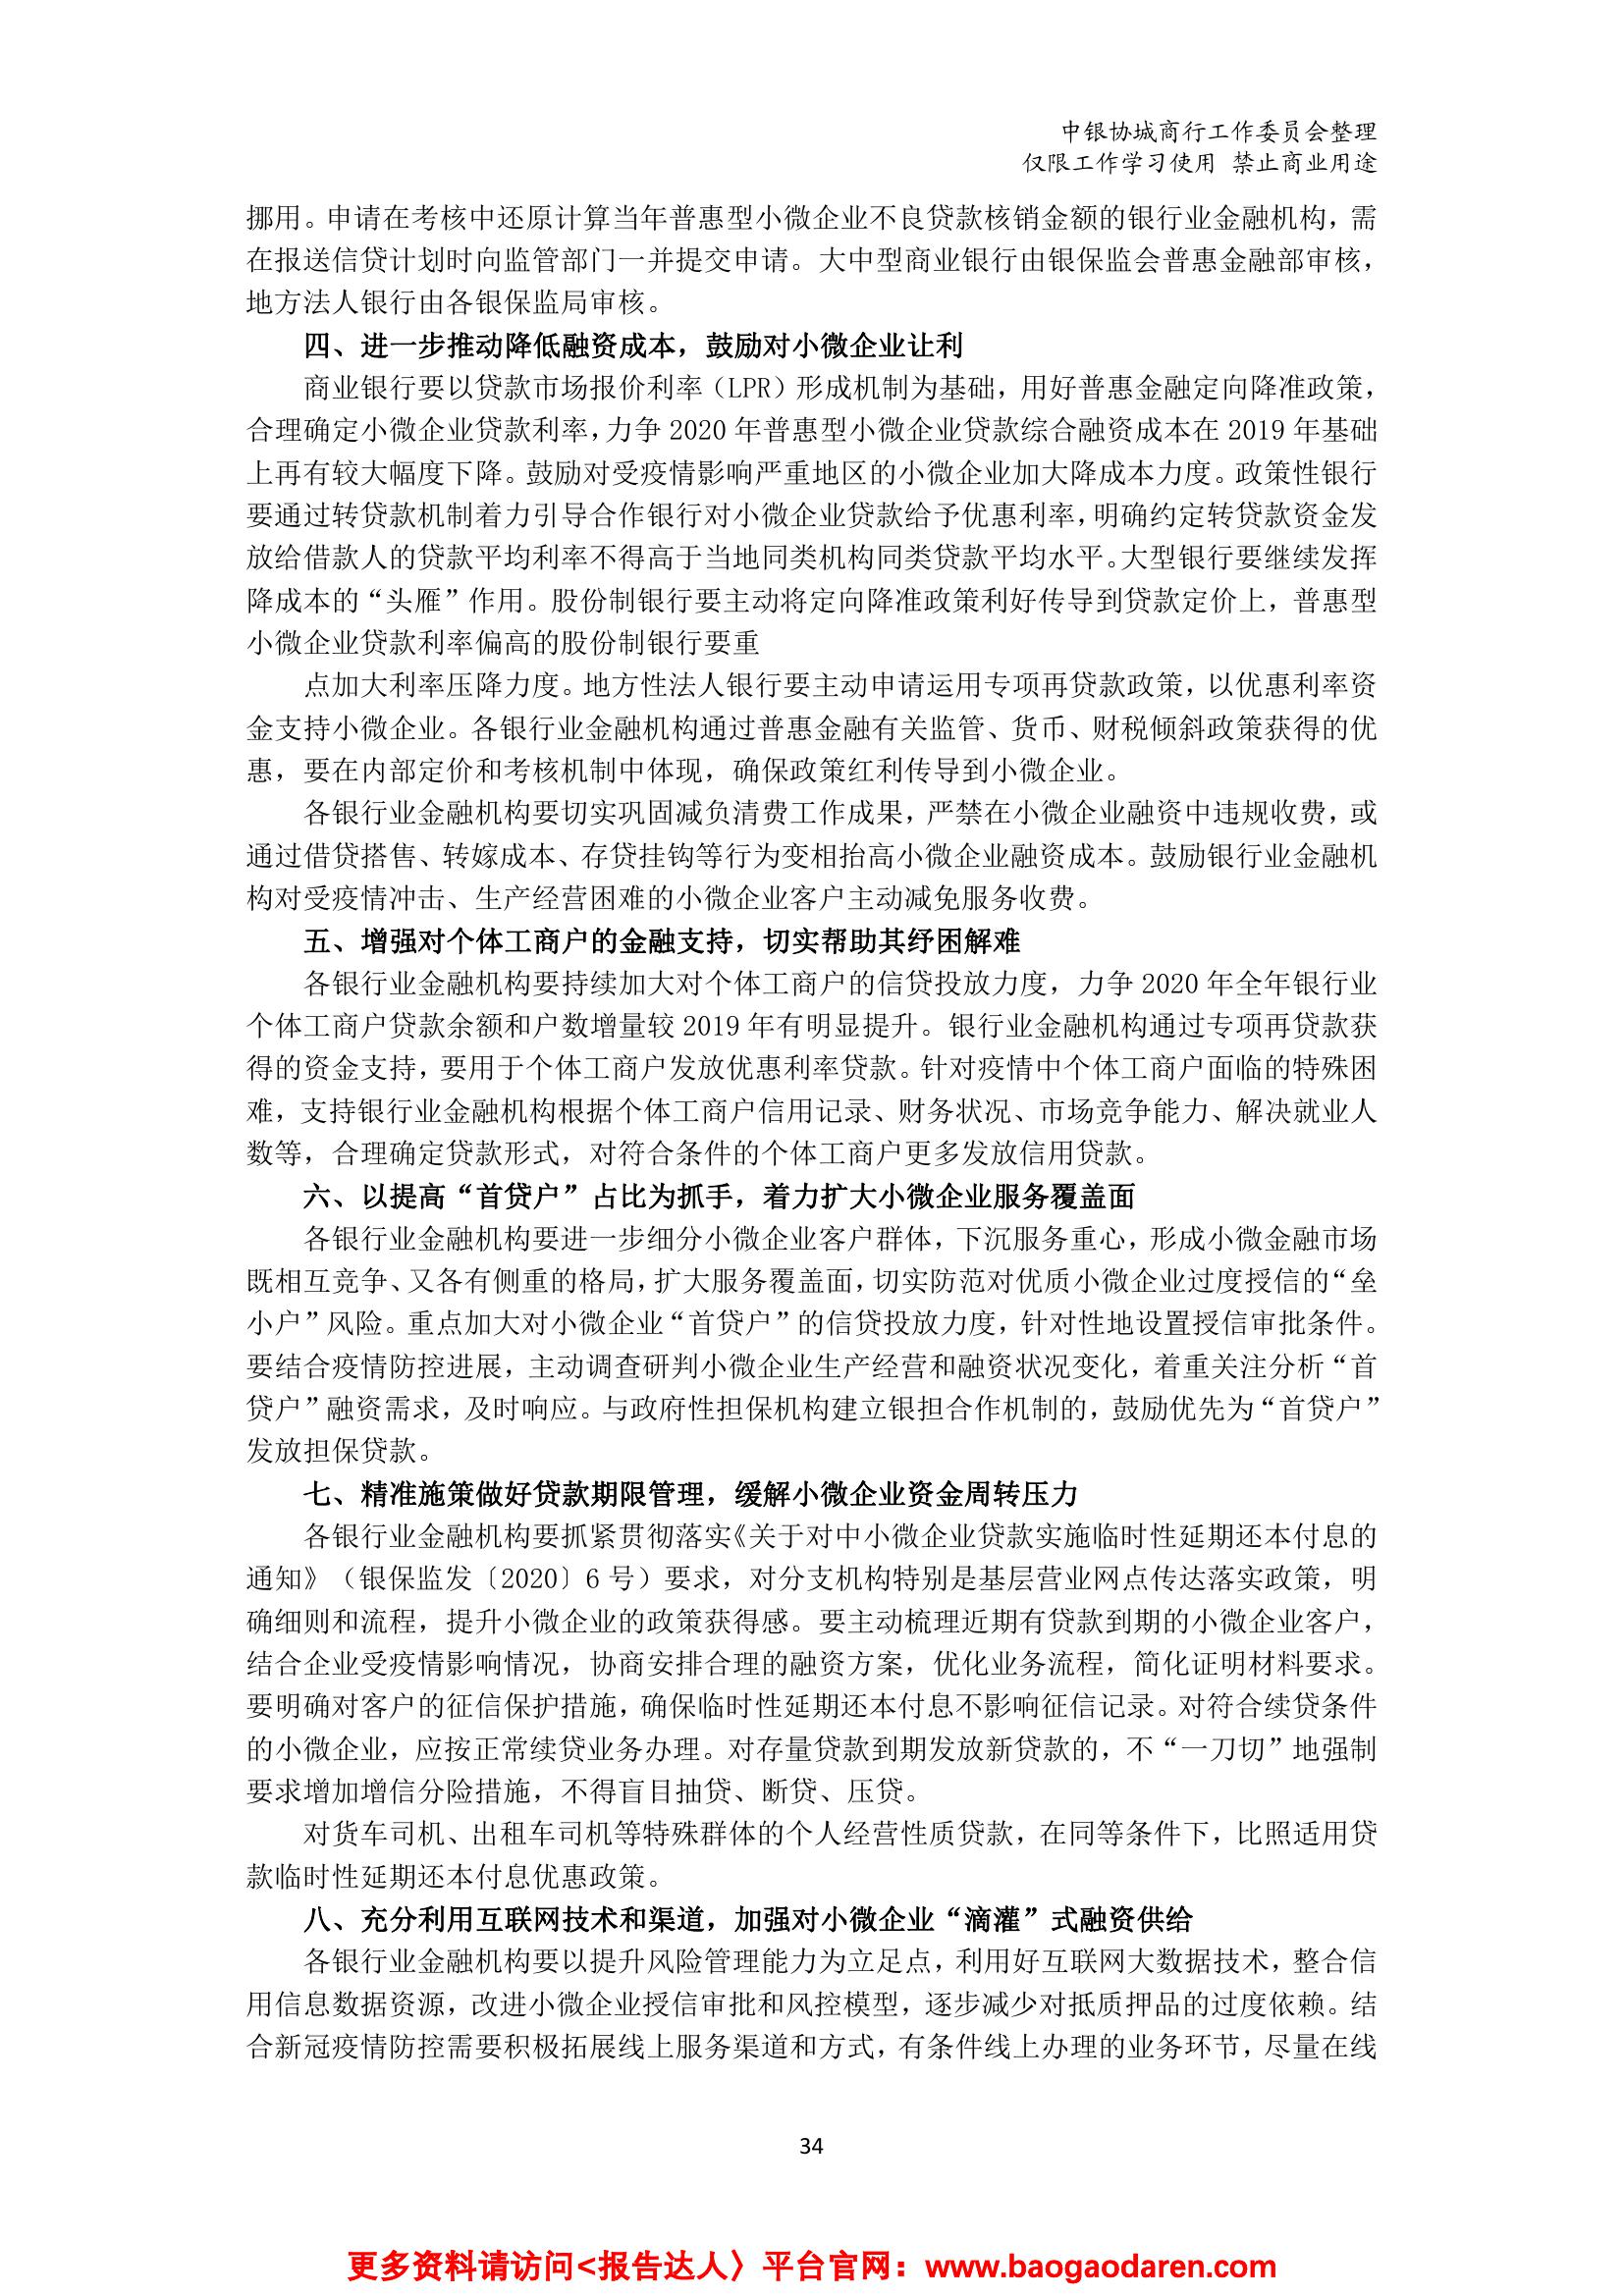 中银协城商行工作委员会整理
仅限工作学习使用 禁止商业用途
挪用。申请在考核中还原计算当年普惠型小微企业不良贷款核销金额的银行业金融机构，需
在报送信贷计划时向监管部门一并提交申请。大中型商业银行由银保监会普惠金融部审核，
地方法人银行由各银保监局审核。
四、进一步推动降低融资成本，鼓励对小微企业让利
商业银行要以贷款市场报价利率（LPR）形成机制为基础，用好普惠金融定向降准政策，
合理确定小微企业贷款利率，力争 2020 年普惠型小微企业贷款综合融资成本在 2019 年基础
上再有较大幅度下降。鼓励对受疫情影响严重地区的小微企业加大降成本力度。政策性银行
要通过转贷款机制着力引导合作银行对小微企业贷款给予优惠利率，明确约定转贷款资金发
放给借款人的贷款平均利率不得高于当地同类机构同类贷款平均水平。大型银行要继续发挥
降成本的“头雁”作用。股份制银行要主动将定向降准政策利好传导到贷款定价上，普惠型
小微企业贷款利率偏高的股份制银行要重
点加大利率压降力度。地方性法人银行要主动申请运用专项再贷款政策，以优惠利率资
金支持小微企业。各银行业金融机构通过普惠金融有关监管、货币、财税倾斜政策获得的优
惠，要在内部定价和考核机制中体现，确保政策红利传导到小微企业。
各银行业金融机构要切实巩固减负清费工作成果，严禁在小微企业融资中违规收费，或
通过借贷搭售、转嫁成本、存贷挂钩等行为变相抬高小微企业融资成本。鼓励银行业金融机
构对受疫情冲击、生产经营困难的小微企业客户主动减免服务收费。
五、增强对个体工商户的金融支持，切实帮助其纾困解难
各银行业金融机构要持续加大对个体工商户的信贷投放力度，力争 2020 年全年银行业
个体工商户贷款余额和户数增量较 2019 年有明显提升。银行业金融机构通过专项再贷款获
得的资金支持，要用于个体工商户发放优惠利率贷款。针对疫情中个体工商户面临的特殊困
难，支持银行业金融机构根据个体工商户信用记录、财务状况、市场竞争能力、解决就业人
数等，合理确定贷款形式，对符合条件的个体工商户更多发放信用贷款。
六、以提高“首贷户”占比为抓手，着力扩大小微企业服务覆盖面
各银行业金融机构要进一步细分小微企业客户群体，下沉服务重心，形成小微金融市场
既相互竞争、又各有侧重的格局，扩大服务覆盖面，切实防范对优质小微企业过度授信的“垒
小户”风险。重点加大对小微企业“首贷户”的信贷投放力度，针对性地设置授信审批条件。
要结合疫情防控进展，主动调查研判小微企业生产经营和融资状况变化，着重关注分析“首
贷户”融资需求，及时响应。与政府性担保机构建立银担合作机制的，鼓励优先为“首贷户”
发放担保贷款。
七、精准施策做好贷款期限管理，缓解小微企业资金周转压力
各银行业金融机构要抓紧贯彻落实《关于对中小微企业贷款实施临时性延期还本付息的
通知》（银保监发〔2020〕6 号）要求，对分支机构特别是基层营业网点传达落实政策，明
确细则和流程，提升小微企业的政策获得感。要主动梳理近期有贷款到期的小微企业客户，
结合企业受疫情影响情况，协商安排合理的融资方案，优化业务流程，简化证明材料要求。
要明确对客户的征信保护措施，确保临时性延期还本付息不影响征信记录。对符合续贷条件
的小微企业，应按正常续贷业务办理。对存量贷款到期发放新贷款的，不“一刀切”地强制
要求增加增信分险措施，不得盲目抽贷、断贷、压贷。
对货车司机、出租车司机等特殊群体的个人经营性质贷款，在同等条件下，比照适用贷
款临时性延期还本付息优惠政策。
八、充分利用互联网技术和渠道，加强对小微企业“滴灌”式融资供给
各银行业金融机构要以提升风险管理能力为立足点，利用好互联网大数据技术，整合信
用信息数据资源，改进小微企业授信审批和风控模型，逐步减少对抵质押品的过度依赖。结
合新冠疫情防控需要积极拓展线上服务渠道和方式，有条件线上办理的业务环节，尽量在线
34
更多资料请访问<报告达人〉平台官网：www.baogaodaren.com